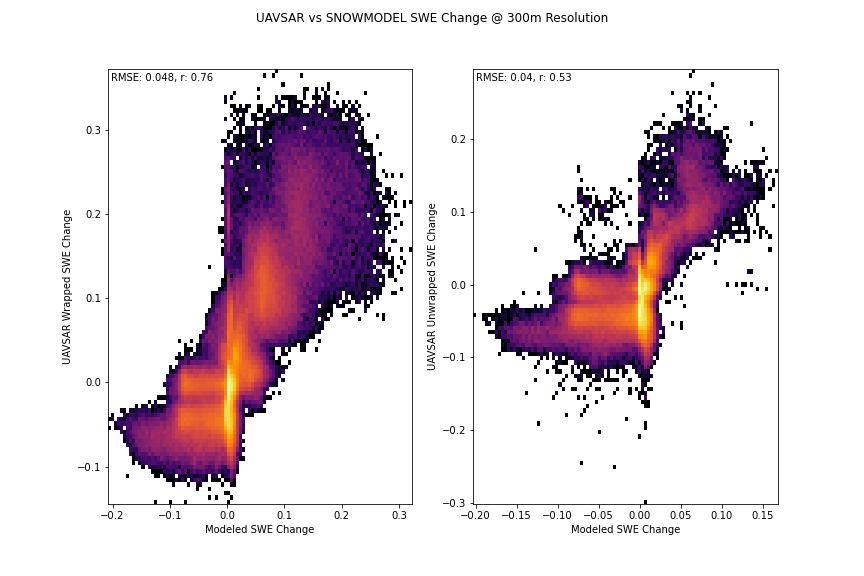 UAVSAR vs SNOWMODEL SWE Change @ 300m Resolution
RMSE: 0.048, r: 0.76
UAVSAR Wrapped SWE Change
0.3
0.2
0.1
0.0
−0.1
−0.2 −0.1 0.0 0.1 0.2 0.3
Modeled SWE Change
RMSE: 0.04, r: 0.53
UAVSAR Unwrapped SWE Change
0.2
0.1
0.0
−0.1
−0.2
−0.3
−0.20 −0.15 −0.10 −0.05 0.00 0.05 0.10 0.15
Modeled SWE Change